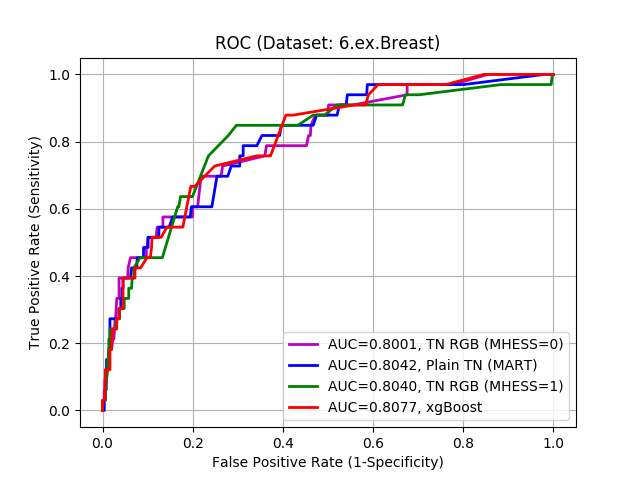 ROC (Dataset: 6.ex.Breast)
True Positive Rate (Sensitivity)
1.0
0.8
0.6
0.4
0.2
0.0
AUC=0.8001, TN RGB (MHESS=0)
AUC=0.8042, Plain TN (MART)
AUC=0.8040, TN RGB (MHESS=1)
AUC=0.8077, xgBoost
0.0 0.2 0.4 0.6 0.8 1.0
False Positive Rate (1-Specificity)